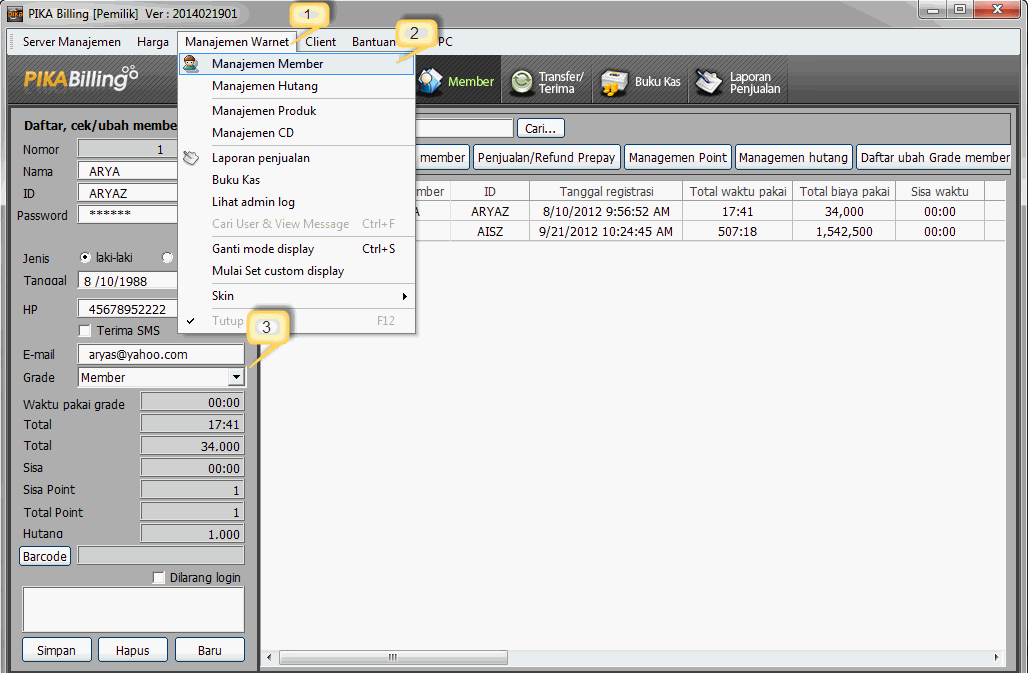 PIKA Billing [Pemilik] Ver : 2014021901
1
Server Manajemen Harga Manajemen Warnet Client Bantuan PC
2
PIKABilling
Member Transfer/
Terima Buku Kas Laporan
Penjualan
Manajemen Member
Manajemen Hutang
Manajemen Produk
Manajemen CD
Laporan penjualan
Buku Kas
Lihat admin log
Cari User & View Message Ctrl+F
Ganti mode display Ctrl+S
Mulai Set custom display
Skin
Tutup F12
3
Daftar, cek/ubah membe
Nomor 1
Nama ARYA
ID ARYAZ
Password ******
Jenis laki-laki
Tanggal 8 /10/1988
HP 45678952222
Terima SMS
E-mail aryas@yahoo.com
Grade Member
Waktu pakai grade 00:00
Total 17:41
Total 34.000
Sisa 00:00
Sisa Point 1
Total Point 1
Hutang 1.000
Barcode
Dilarang login
Simpan Hapus Baru
Cari...
member Penjualan/Refund Prepay Managemen Point Managemen hutang Daftar ubah Grade member
mber ID Tanggal registrasi Total waktu pakai Total biaya pakai Sisa waktu
A ARYAZ 8/10/2012 9:56:52 AM 17:41 34,000 00:00
AISZ 9/21/2012 10:24:45 AM 507:18 1,542,500 00:00